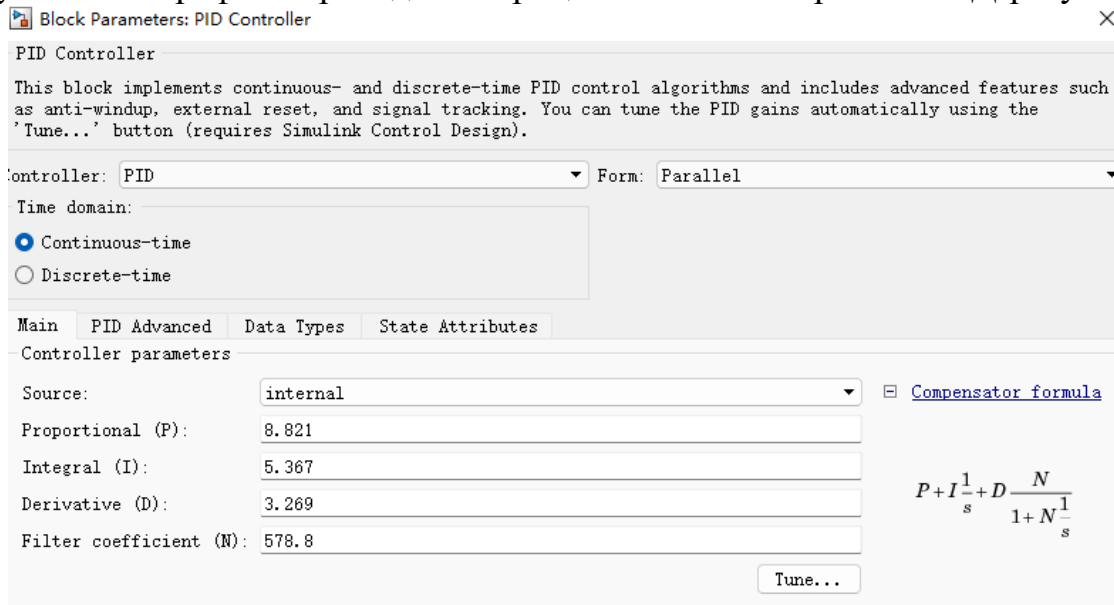 Block Parameters: PID Controller
PID Controller
This block implements continuous- and discrete-time PID control algorithms and includes advanced features such
as anti-windup, external reset, and signal tracking. You can tune the PID gains automatically using the
'Tune...' button (requires Simulink Control Design).
ontroller: PID Form: Parallel
Time domain:
Continuous-time
Discrete-time
Main PID Advanced Data Types State Attributes
Controller parameters
Source: internal Compensator formula
Proportional (P): 8.821
Integral (I): 5.367
Derivative (D): 3.269
Filter coefficient (N): 578.8
P+I 1/s + D N/(1+N 1/s)
Tune...